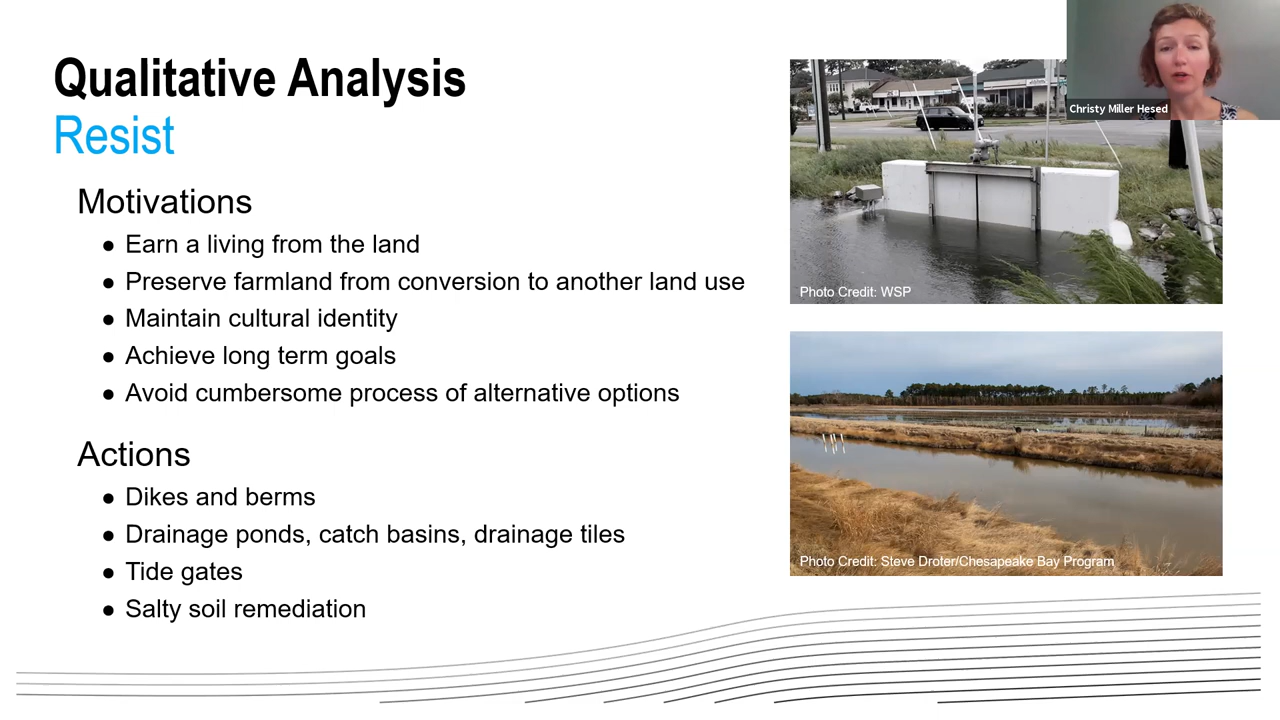 Qualitative Analysis
Resist
Motivations
● Earn a living from the land
● Preserve farmland from conversion to another land use
● Maintain cultural identity
● Achieve long term goals
● Avoid cumbersome process of alternative options
Actions
● Dikes and berms
● Drainage ponds, catch basins, drainage tiles
● Tide gates
● Salty soil remediation
Christy Miller Hesed
Photo Credit: WSP
Photo Credit: Steve Droter/Chesapeake Bay Program